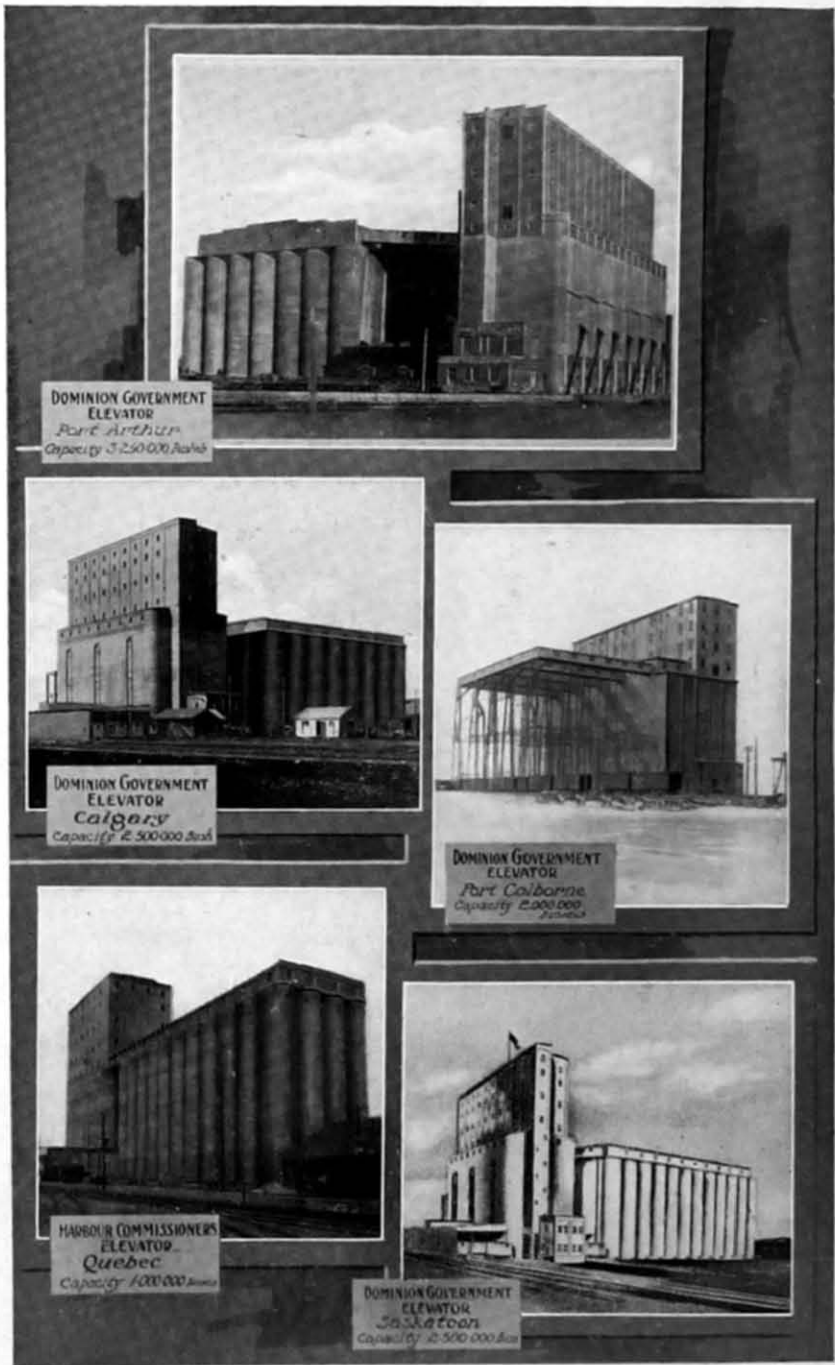 DOMINION GOVERNMENT
ELEVATOR
Port Arthur
Capacity 3·250·000 Bushels
DOMINION GOVERNMENT
ELEVATOR
Calgary
Capacity 2·500·000 Bush
DOMINION GOVERNMENT
ELEVATOR
Port Colborne
Capacity 2,000,000
Bushels
HARBOUR COMMISSIONERS
ELEVATOR
Quebec
Capacity 1·000·000 Bushels
DOMINION GOVERNMENT
ELEVATOR
Saskatoon
Capacity 2·500·000 Bush